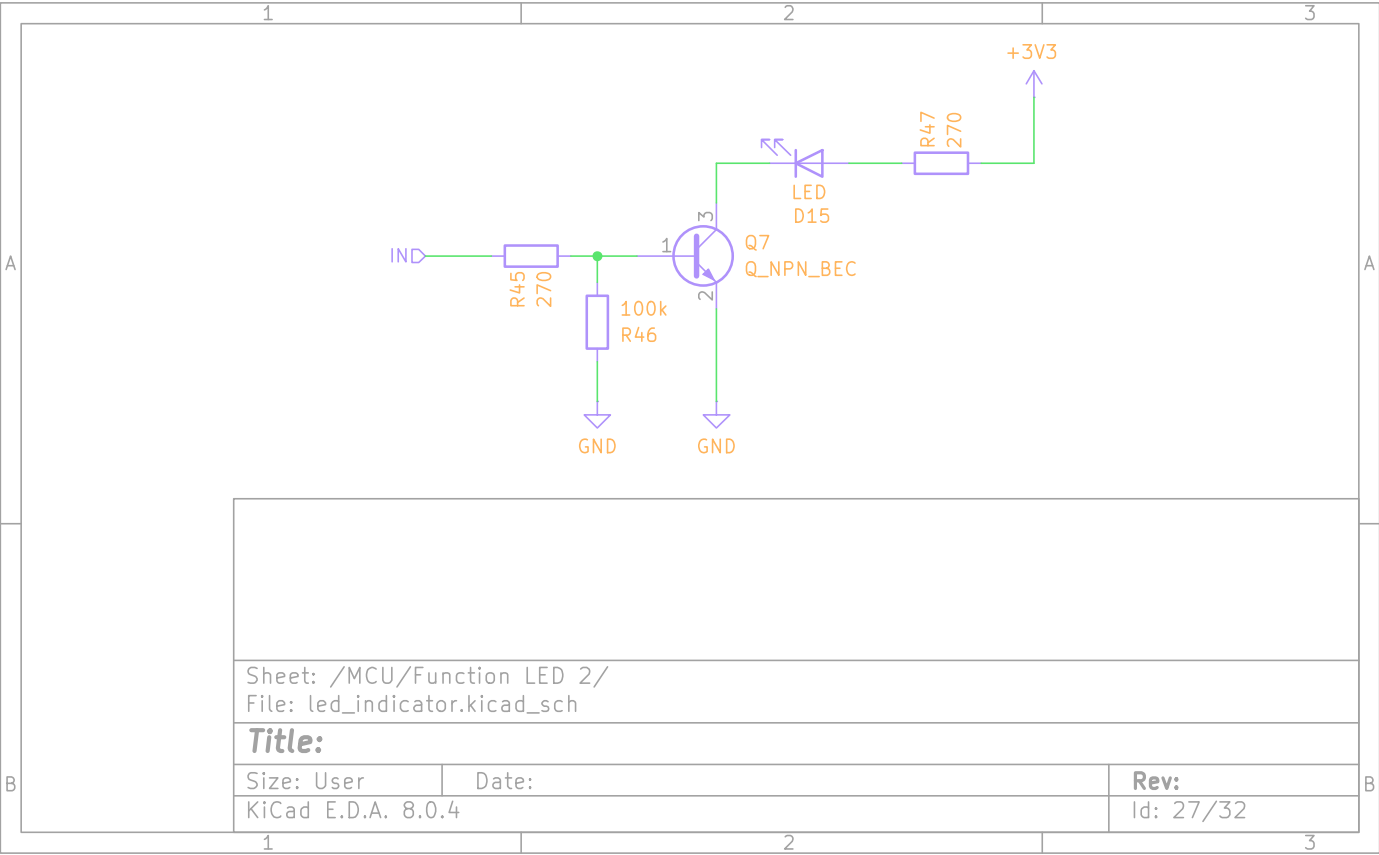 1 2 3
+3V3
R47
270
LED
D15
3
Q7
Q_NPN_BEC
1
IN
A A
R45
270
2
100k
R46
GND GND
Sheet: /MCU/Function LED 2/
File: led_indicator.kicad_sch
Title:
Size: User Date: Rev:
B B
KiCad E.D.A. 8.0.4 Id: 27/32
1 2 3